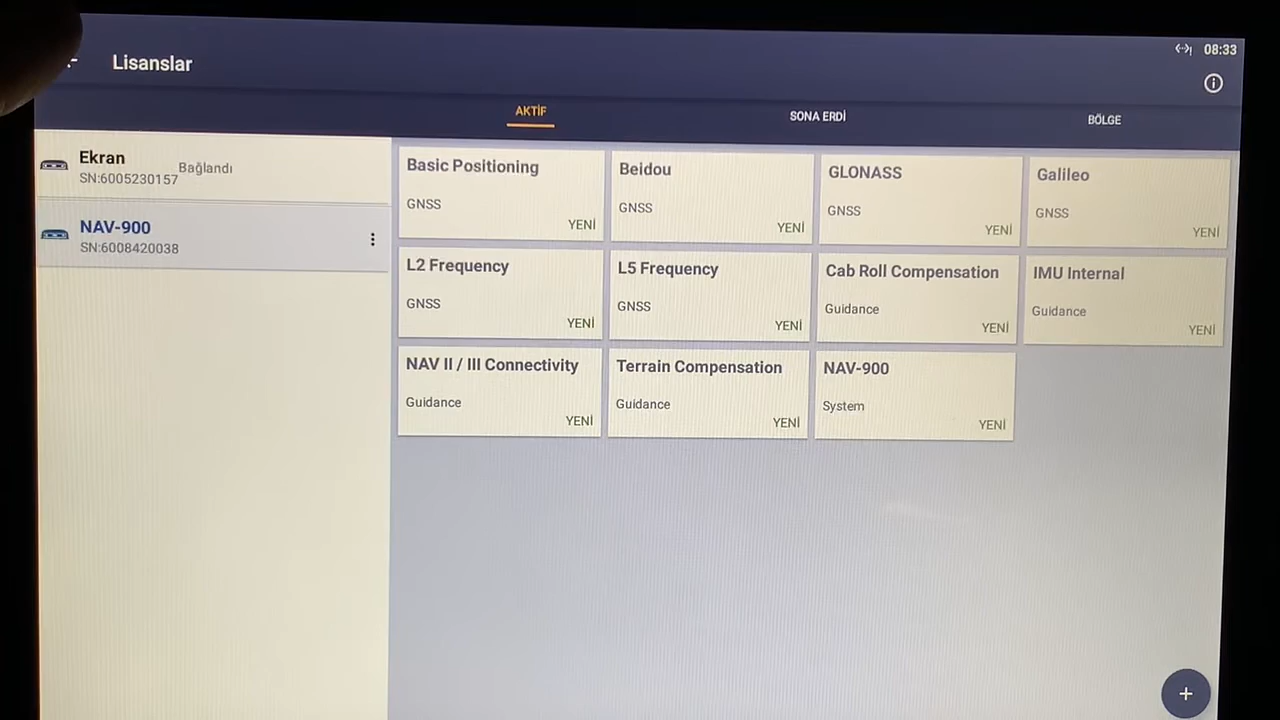 Lisanslar
08:33
AKTİF
SONA ERDİ
BÖLGE
Ekran
SN:6005230157
Bağlandı
NAV-900
SN:6008420038
Basic Positioning
GNSS
YENİ
Beidou
GNSS
YENİ
GLONASS
GNSS
YENİ
Galileo
GNSS
YENİ
L2 Frequency
GNSS
YENİ
L5 Frequency
GNSS
YENİ
Cab Roll Compensation
Guidance
YENİ
IMU Internal
Guidance
YENİ
NAV II / III Connectivity
Guidance
YENİ
Terrain Compensation
Guidance
YENİ
NAV-900
System
YENİ